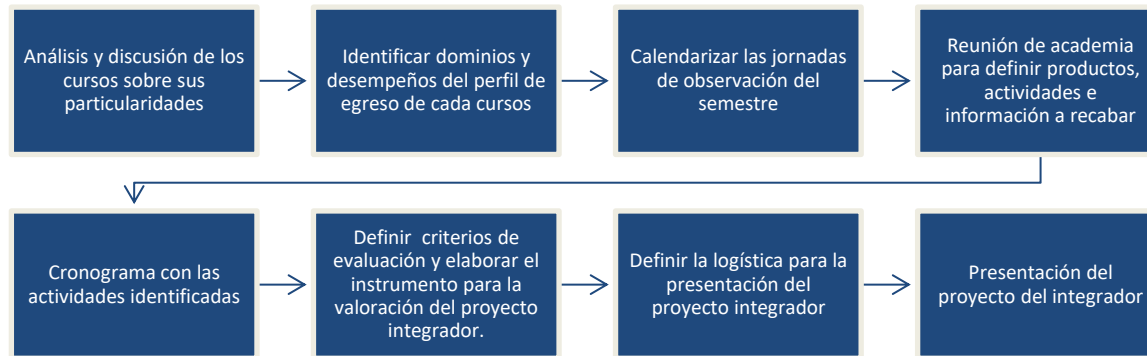 Análisis y discusión de los
cursos sobre sus
particularidades
Identificar dominios y
desempeños del perfil de
egreso de cada cursos
Calendarizar las jornadas
de observación del
semestre
Reunión de academia
para definir productos,
actividades e
información a recabar
Cronograma con las
actividades identificadas
Definir criterios de
evaluación y elaborar el
instrumento para la
valoración del proyecto
integrador.
Definir la logística para la
presentación del
proyecto integrador
Presentación del
proyecto del integrador